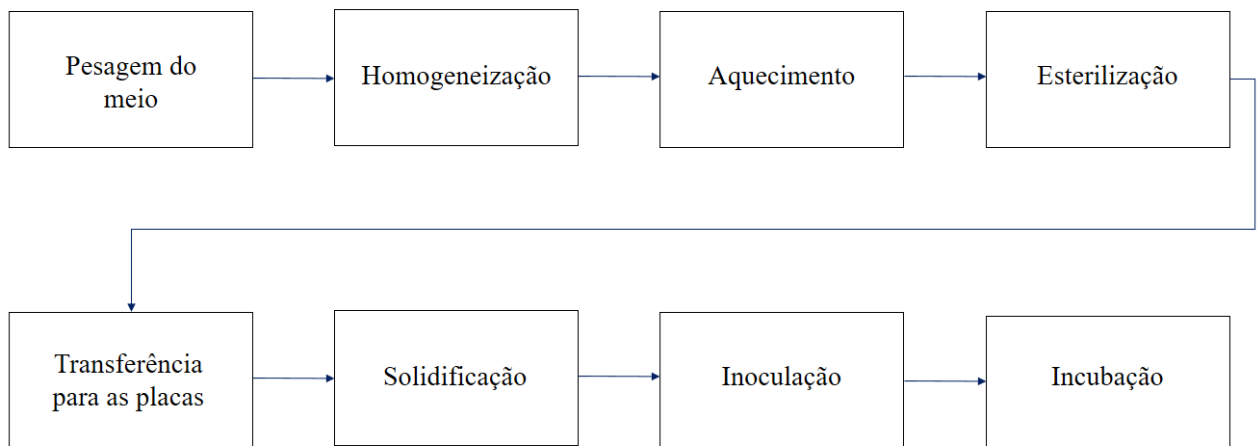 Pesagem do
meio
Homogeneização
Aquecimento
Esterilização
Transferência
para as placas
Solidificação
Inoculação
Incubação